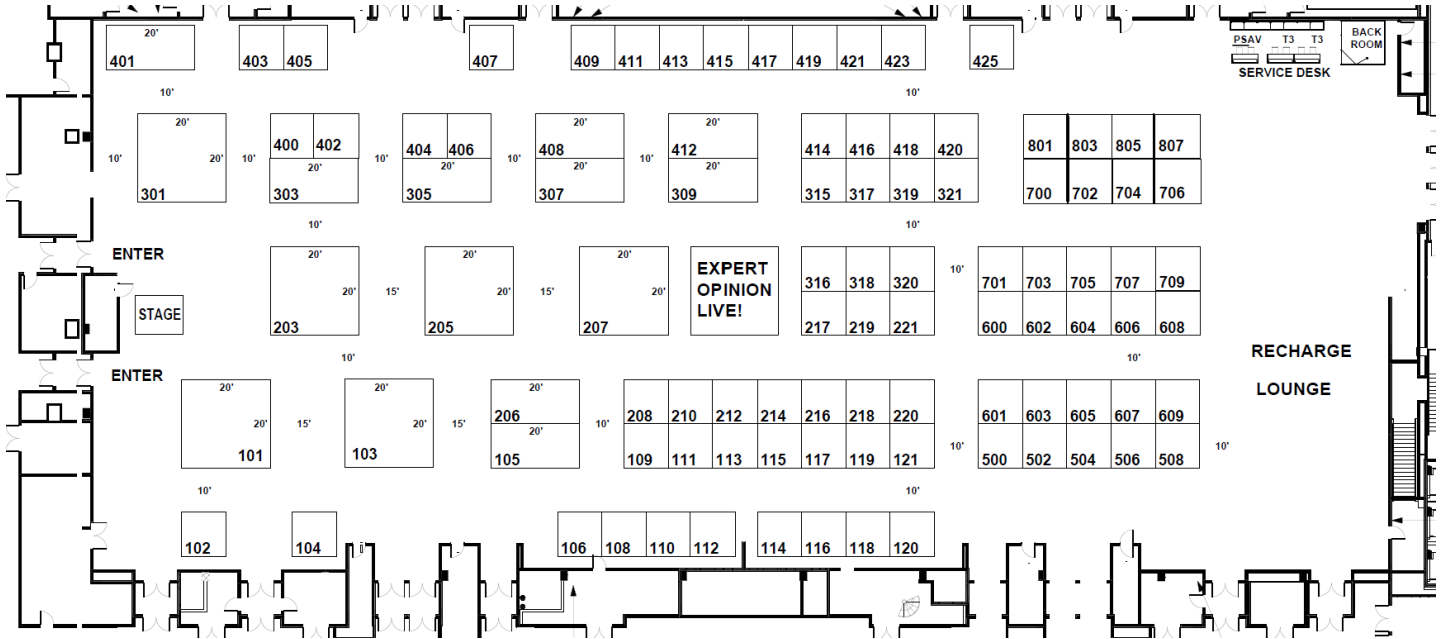 20'
401 403 405 407 409 411 413 415 417 419 421 423 425
PSAV T3 T3
BACK
ROOM
SERVICE DESK
10' 10'
20' 20' 20'
400 402 404 406 408 412 414 416 418 420 801 803 805 807
10' 20' 10' 10' 10' 10'
20' 20' 20' 20'
301 303 305 307 309 315 317 319 321 700 702 704 706
10' 10'
ENTER
20' 20' 20'
EXPERT
OPINION
LIVE!
10'
316 318 320 701 703 705 707 709
20' 15' 20' 15' 20'
STAGE
203 205 207 217 219 221 600 602 604 606 608
RECHARGE
LOUNGE
10' 10'
ENTER
20' 20' 20'
206 208 210 212 214 216 218 220 601 603 605 607 609
20' 15' 20' 15' 20' 10' 10' 10'
101 103 105 109 111 113 115 117 119 121 500 502 504 506 508
10' 10'
102 104 106 108 110 112 114 116 118 120